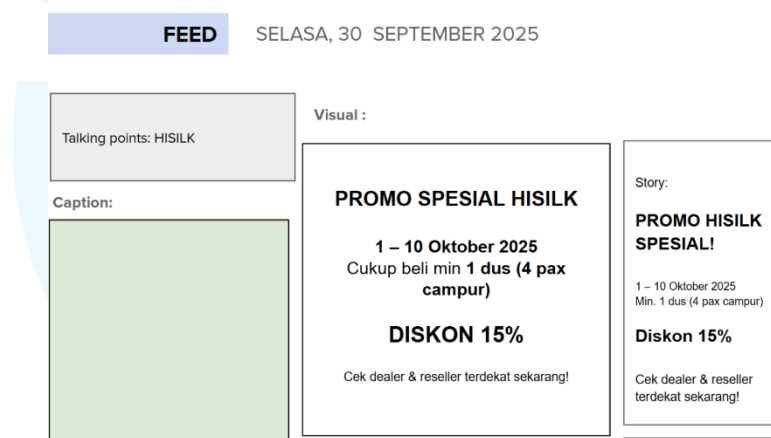 FEED
SELASA, 30 SEPTEMBER 2025
Talking points: HISILK
Caption:
Visual :
PROMO SPESIAL HISILK
1 – 10 Oktober 2025
Cukup beli min 1 dus (4 pax
campur)
DISKON 15%
Cek dealer & reseller terdekat sekarang!
Story:
PROMO HISILK
SPESIAL!
1 – 10 Oktober 2025
Min. 1 dus (4 pax campur)
Diskon 15%
Cek dealer & reseller
terdekat sekarang!